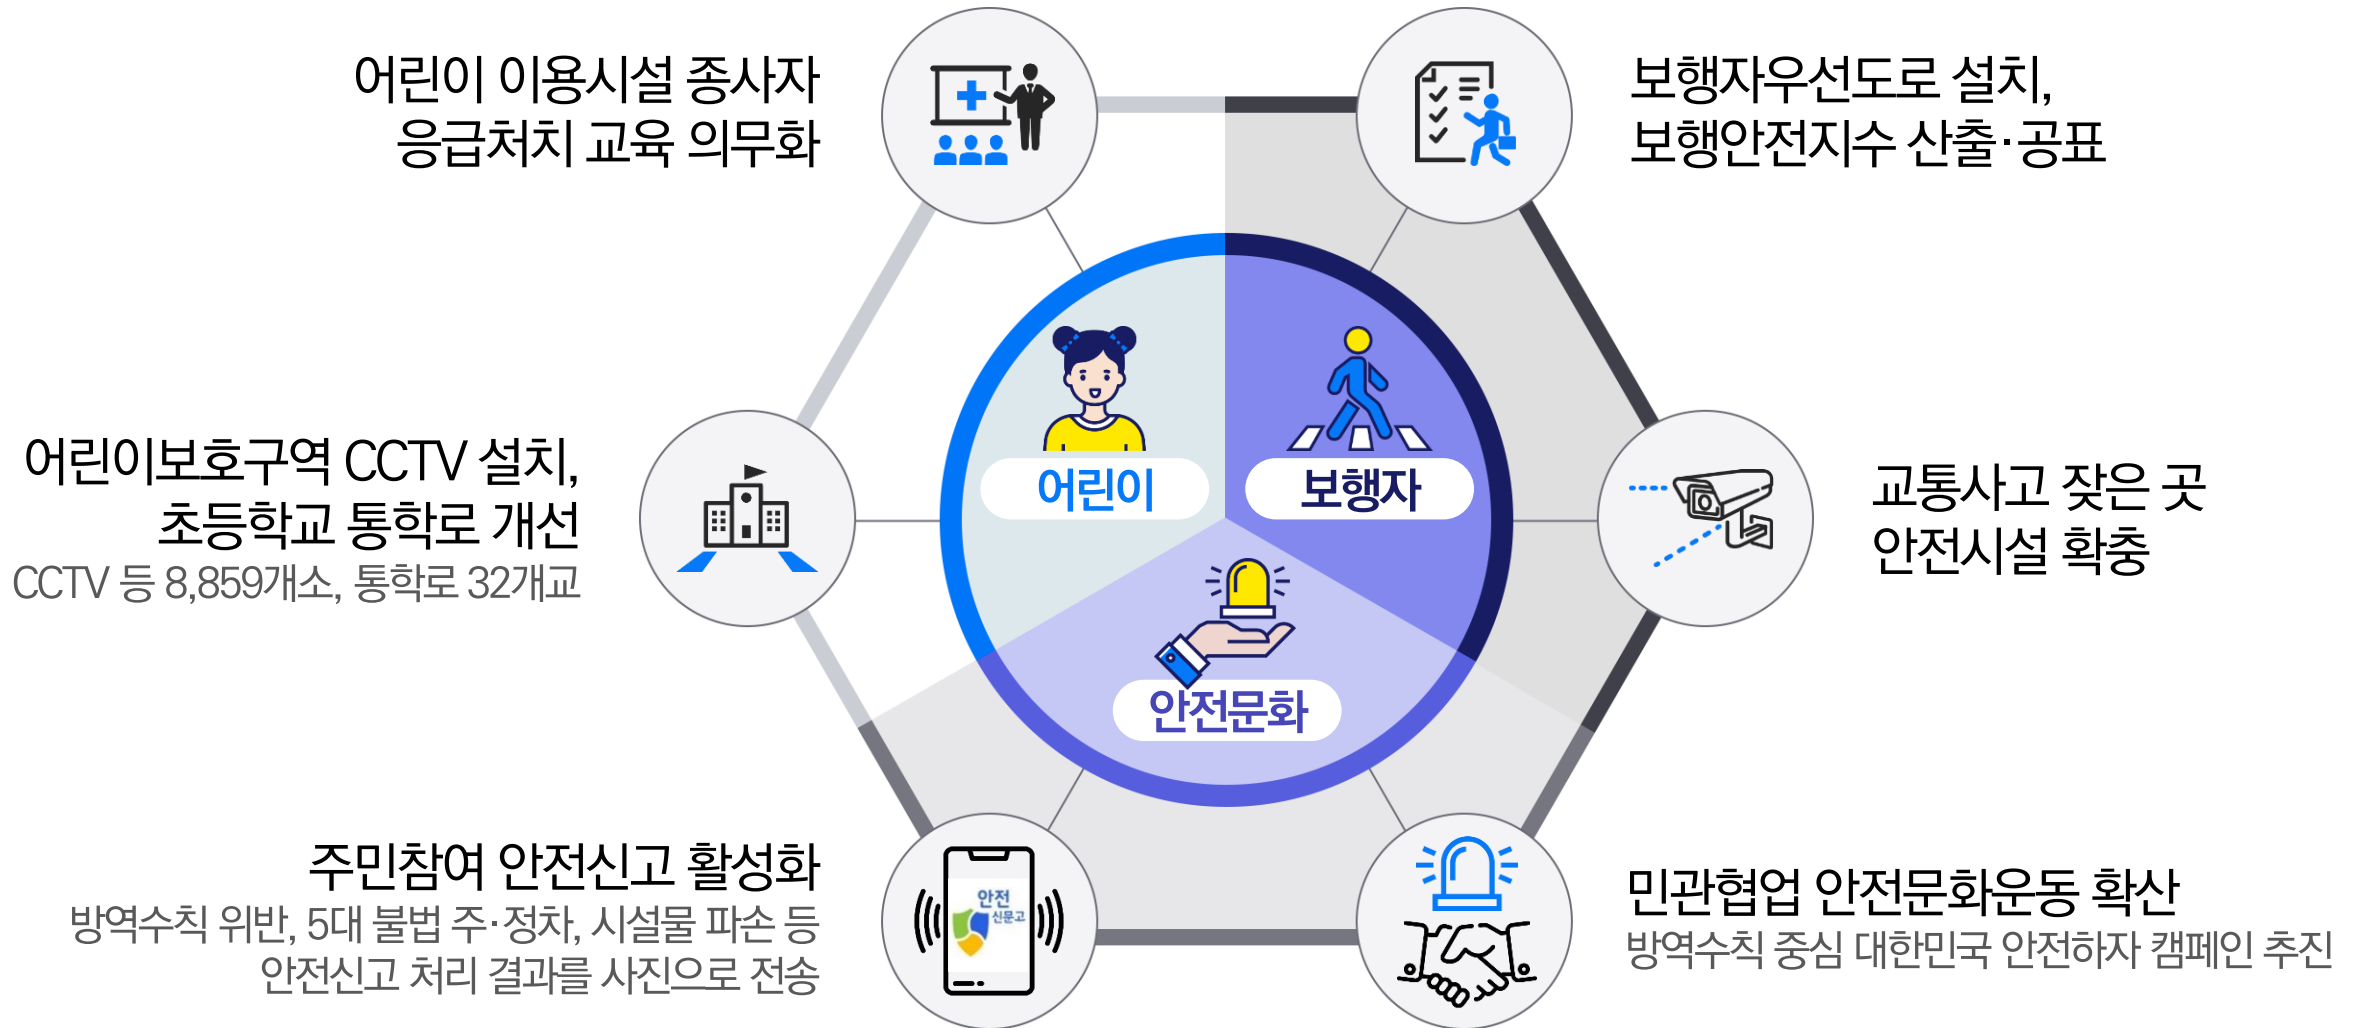 어린이 이용시설 종사자
응급처치 교육 의무화
보행자우선도로 설치,
보행안전지수 산출·공표
어린이보호구역 CCTV 설치,
초등학교 통학로 개선
CCTV 등 8,859개소, 통학로 32개교
어린이
보행자
안전문화
교통사고 잦은 곳
안전시설 확충
주민참여 안전신고 활성화
방역수칙 위반, 5대 불법 주·정차, 시설물 파손 등
안전신고 처리 결과를 사진으로 전송
안전
신문고
민관협업 안전문화운동 확산
방역수칙 중심 대한민국 안전하자 캠페인 추진